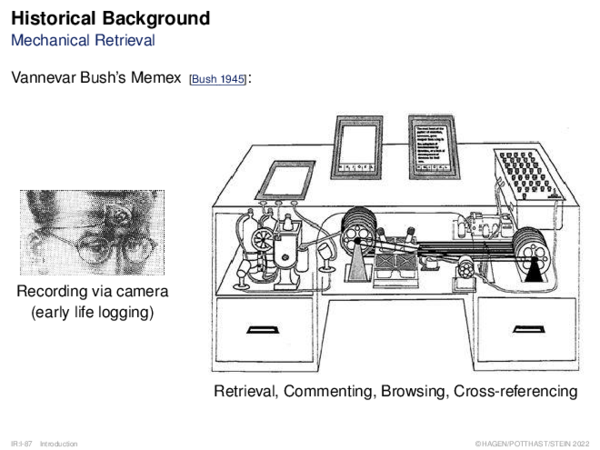 Historical Background
Mechanical Retrieval
Vannevar Bush's Memex [Bush 1945]:
Recording via camera
(early life logging)
Retrieval, Commenting, Browsing, Cross-referencing
IR:I-87 Introduction
©HAGEN/POTTHAST/STEIN 2022